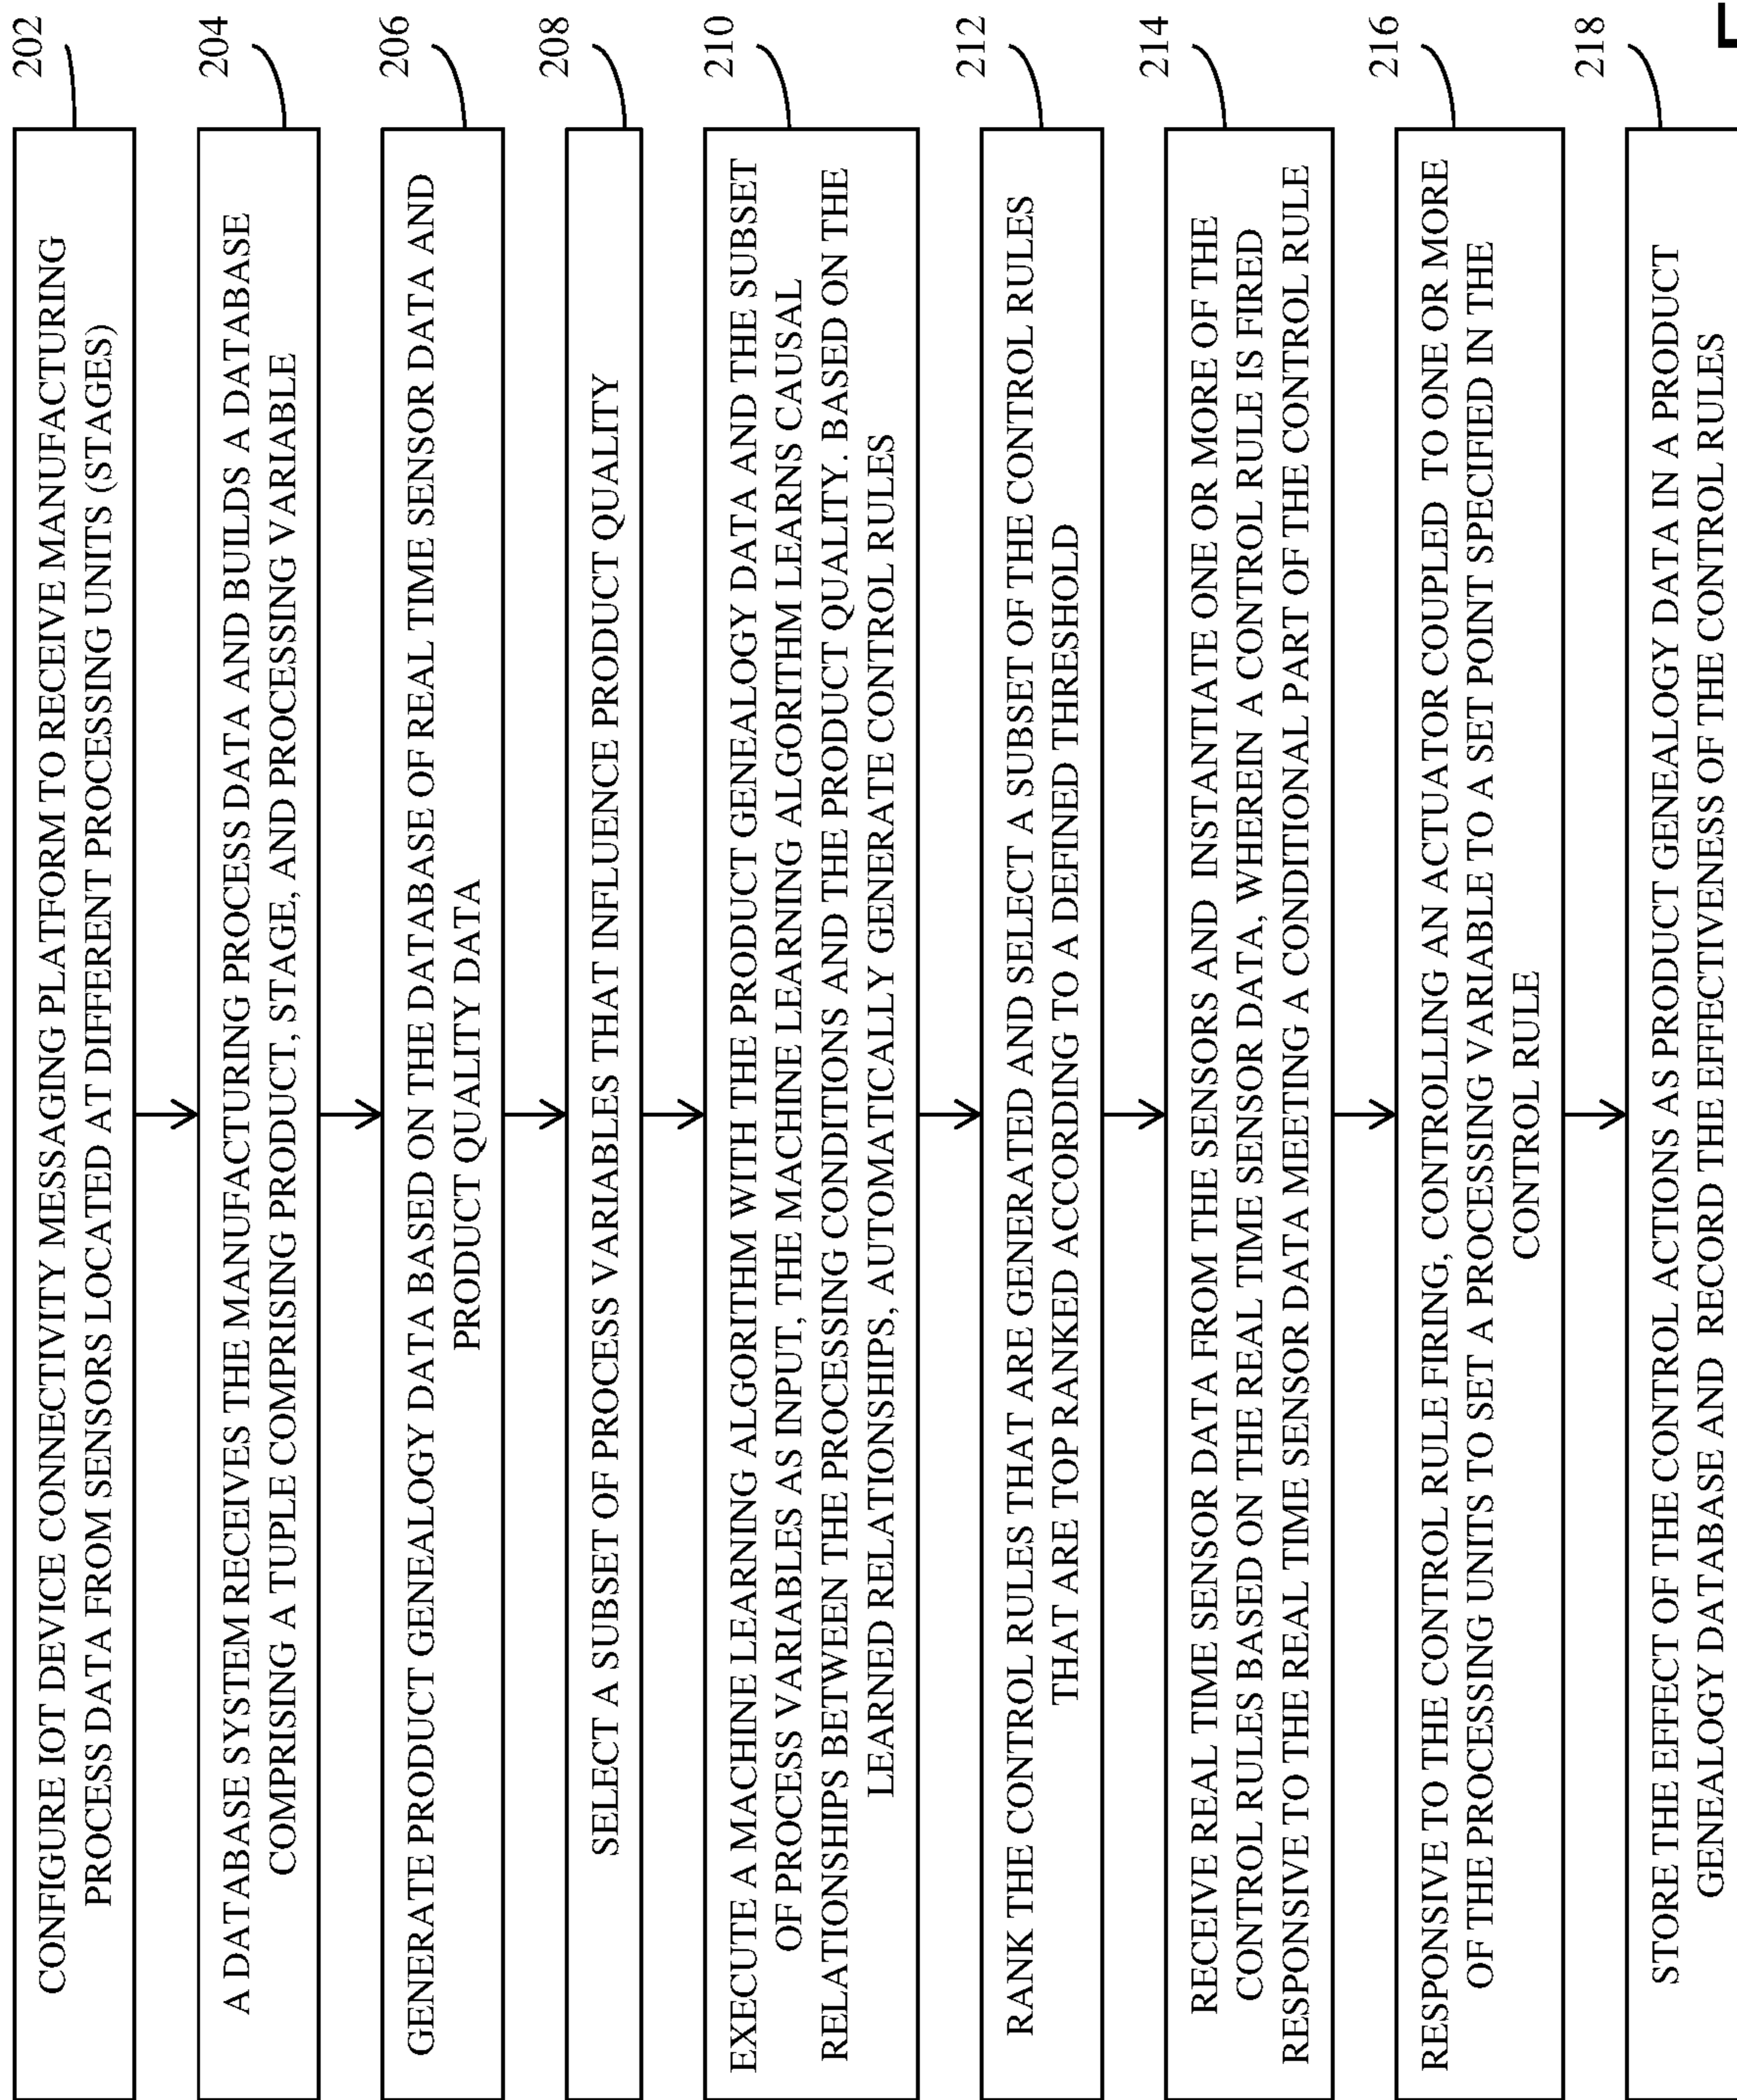 202
CONFIGURE IOT DEVICE CONNECTIVITY MESSAGING PLATFORM TO RECEIVE MANUFACTURING
PROCESS DATA FROM SENSORS LOCATED AT DIFFERENT PROCESSING UNITS (STAGES)
204
A DATABASE SYSTEM RECEIVES THE MANUFACTURING PROCESS DATA AND BUILDS A DATABASE
COMPRISING A TUPLE COMPRISING PRODUCT, STAGE, AND PROCESSING VARIABLE
206
GENERATE PRODUCT GENEALOGY DATA BASED ON THE DATABASE OF REAL TIME SENSOR DATA AND
PRODUCT QUALITY DATA
208
SELECT A SUBSET OF PROCESS VARIABLES THAT INFLUENCE PRODUCT QUALITY
210
EXECUTE A MACHINE LEARNING ALGORITHM WITH THE PRODUCT GENEALOGY DATA AND THE SUBSET
OF PROCESS VARIABLES AS INPUT, THE MACHINE LEARNING ALGORITHM LEARNS CAUSAL
RELATIONSHIPS BETWEEN THE PROCESSING CONDITIONS AND THE PRODUCT QUALITY. BASED ON THE
LEARNED RELATIONSHIPS, AUTOMATICALLY GENERATE CONTROL RULES
212
RANK THE CONTROL RULES THAT ARE GENERATED AND SELECT A SUBSET OF THE CONTROL RULES
THAT ARE TOP RANKED ACCORDING TO A DEFINED THRESHOLD
214
RECEIVE REAL TIME SENSOR DATA FROM THE SENSORS AND INSTANTIATE ONE OR MORE OF THE
CONTROL RULES BASED ON THE REAL TIME SENSOR DATA, WHEREIN A CONTROL RULE IS FIRED
RESPONSIVE TO THE REAL TIME SENSOR DATA MEETING A CONDITIONAL PART OF THE CONTROL RULE
216
RESPONSIVE TO THE CONTROL RULE FIRING, CONTROLLING AN ACTUATOR COUPLED TO ONE OR MORE
OF THE PROCESSING UNITS TO SET A PROCESSING VARIABLE TO A SET POINT SPECIFIED IN THE
CONTROL RULE
218
STORE THE EFFECT OF THE CONTROL ACTIONS AS PRODUCT GENEALOGY DATA IN A PRODUCT
GENEALOGY DATABASE AND RECORD THE EFFECTIVENESS OF THE CONTROL RULES